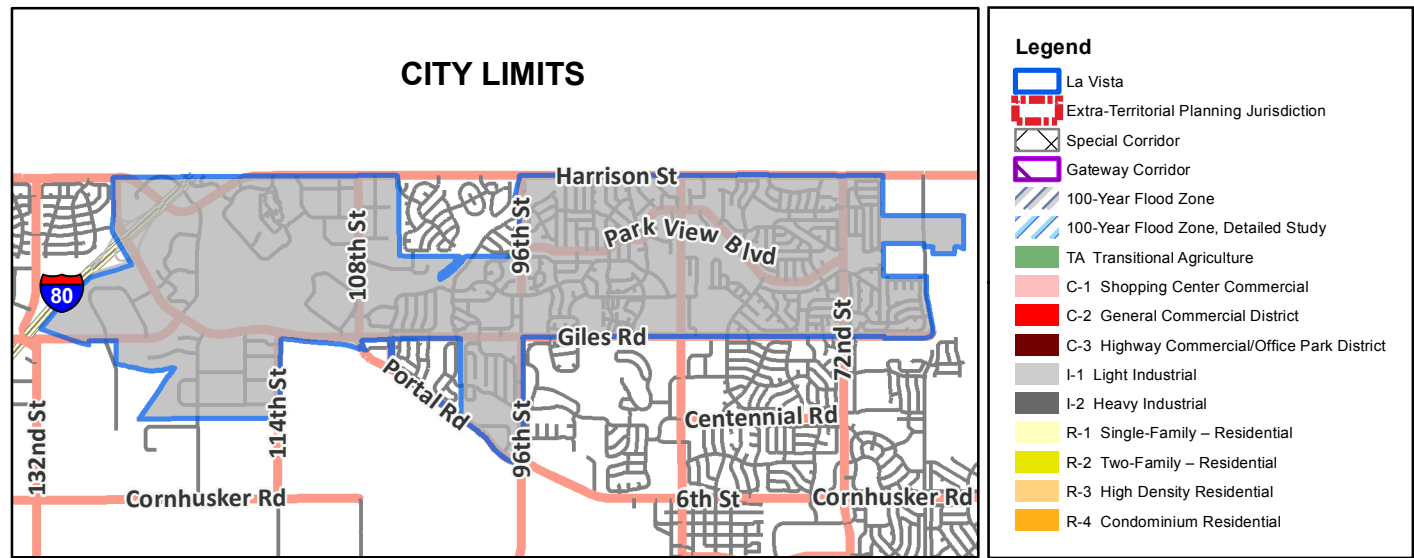 CITY LIMITS
Harrison St
108th St
96th St
Park View Blvd
80
Giles Rd
72nd St
Portal Rd
132nd St
114th St
96th St
Centennial Rd
Cornhusker Rd
6th St
Cornhusker Rd
Legend
La Vista
Extra-Territorial Planning Jurisdiction
Special Corridor
Gateway Corridor
100-Year Flood Zone
100-Year Flood Zone, Detailed Study
TA Transitional Agriculture
C-1 Shopping Center Commercial
C-2 General Commercial District
C-3 Highway Commercial/Office Park District
I-1 Light Industrial
I-2 Heavy Industrial
R-1 Single-Family – Residential
R-2 Two-Family – Residential
R-3 High Density Residential
R-4 Condominium Residential